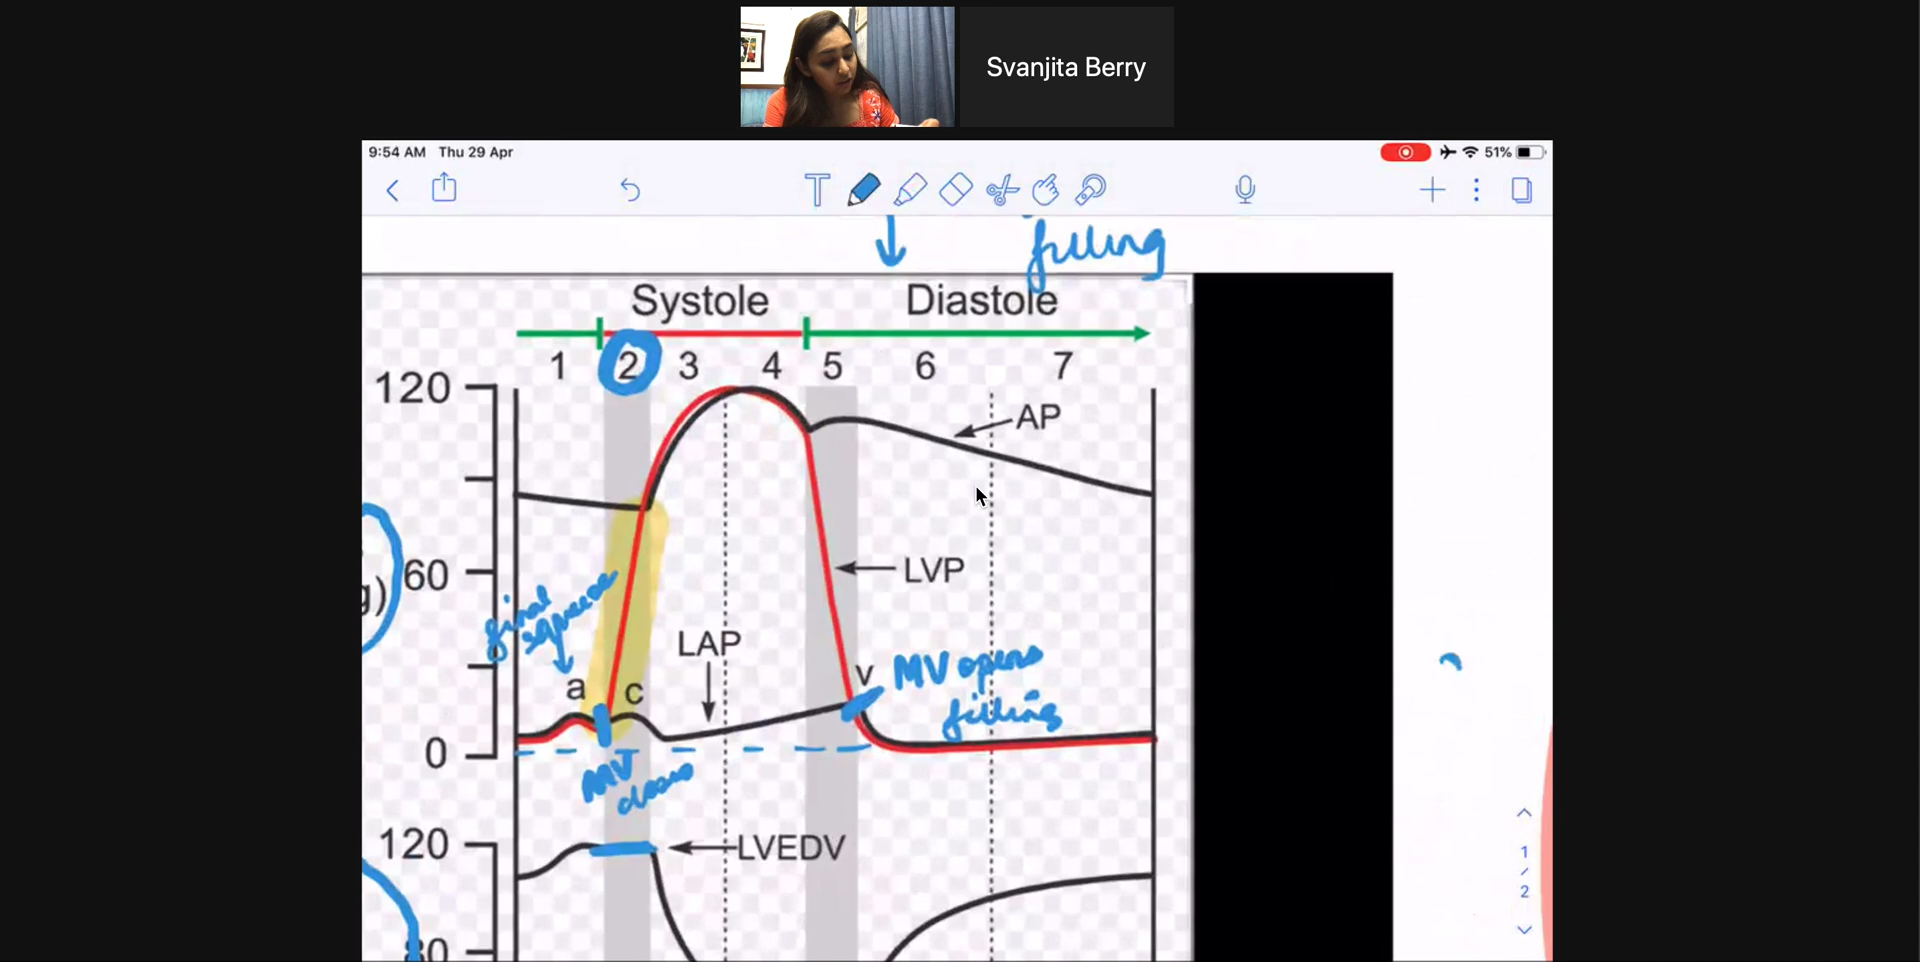 Svanjita Berry
9:54 AM Thu 29 Apr
51%
T
filling
Systole Diastole
1 2 3 4 5 6 7
120
AP
60
g)
LVP
final
squeeze
LAP
a c v
MV opens
filling
0
MV
closes
120
LVEDV
80
1
/
2